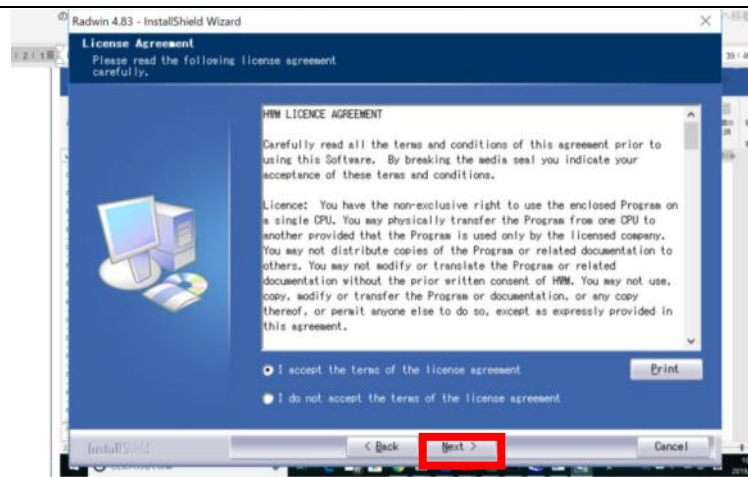 Radwin 4.83 - InstallShield Wizard
License Agreement
Please read the following license agreement
carefully.
HWM LICENCE AGREEMENT
Carefully read all the terms and conditions of this agreement prior to
using this Software. By breaking the media seal you indicate your
acceptance of these terms and conditions.
Licence: You have the non-exclusive right to use the enclosed Program on
a single CPU. You may physically transfer the Program from one CPU to
another provided that the Program is used only by the licensed company.
You may not distribute copies of the Program or related documentation to
others. You may not modify or translate the Program or related
documentation without the prior written consent of HWM. You may not use,
copy, modify or transfer the Program or documentation, or any copy
thereof, or permit anyone else to do so, except as expressly provided in
this agreement.
I accept the terms of the license agreement
Print
I do not accept the terms of the license agreement
InstallShield
< Back
Next >
Cancel